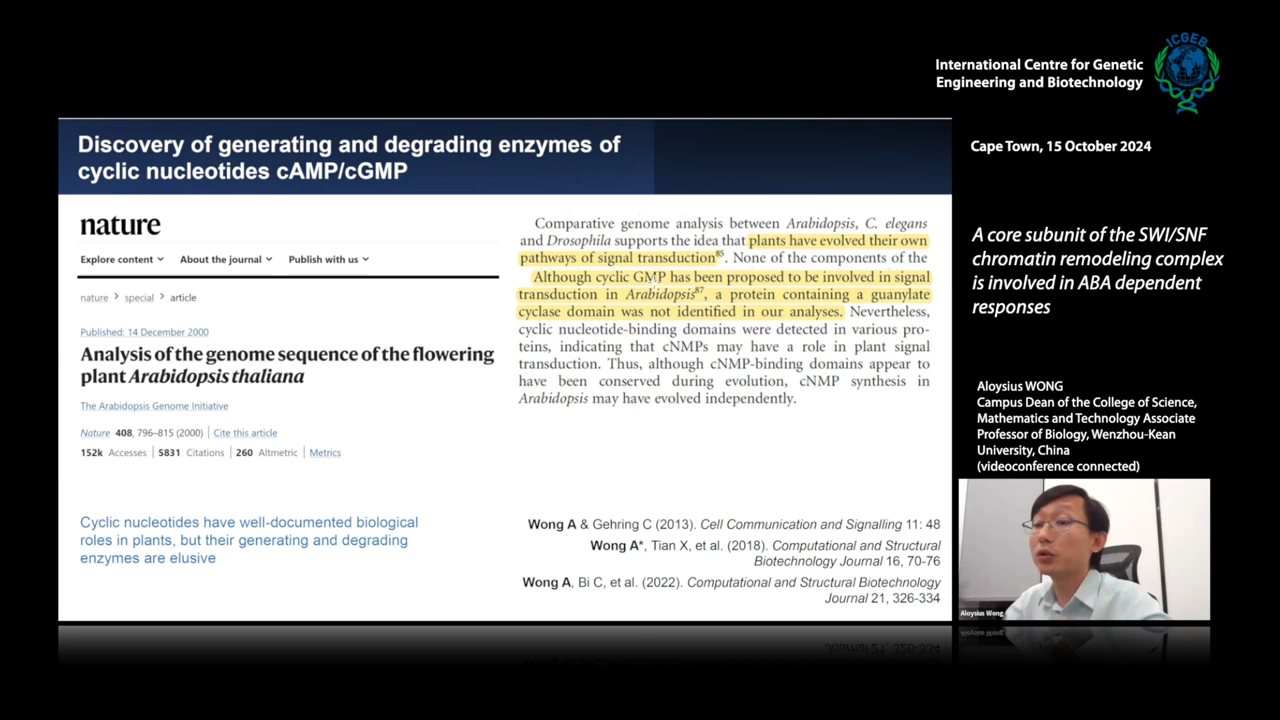 ICGEB
International Centre for Genetic
Engineering and Biotechnology
Cape Town, 15 October 2024
A core subunit of the SWI/SNF
chromatin remodeling complex
is involved in ABA dependent
responses
Aloysius WONG
Campus Dean of the College of Science,
Mathematics and Technology Associate
Professor of Biology, Wenzhou-Kean
University, China
(videoconference connected)
Aloysius Wong
Discovery of generating and degrading enzymes of
cyclic nucleotides cAMP/cGMP
nature
Explore content About the journal Publish with us
nature > special > article
Published: 14 December 2000
Analysis of the genome sequence of the flowering
plant Arabidopsis thaliana
The Arabidopsis Genome Initiative
Nature 408, 796–815 (2000) | Cite this article
152k Accesses | 5831 Citations | 260 Altmetric | Metrics
Comparative genome analysis between Arabidopsis, C. elegans
and Drosophila supports the idea that plants have evolved their own
pathways of signal transduction85. None of the components of the
Although cyclic GMP has been proposed to be involved in signal
transduction in Arabidopsis87, a protein containing a guanylate
cyclase domain was not identified in our analyses. Nevertheless,
cyclic nucleotide-binding domains were detected in various pro-
teins, indicating that cNMPs may have a role in plant signal
transduction. Thus, although cNMP-binding domains appear to
have been conserved during evolution, cNMP synthesis in
Arabidopsis may have evolved independently.
Cyclic nucleotides have well-documented biological
roles in plants, but their generating and degrading
enzymes are elusive
Wong A & Gehring C (2013). Cell Communication and Signalling 11: 48
Wong A*, Tian X, et al. (2018). Computational and Structural
Biotechnology Journal 16, 70-76
Wong A, Bi C, et al. (2022). Computational and Structural Biotechnology
Journal 21, 326-334